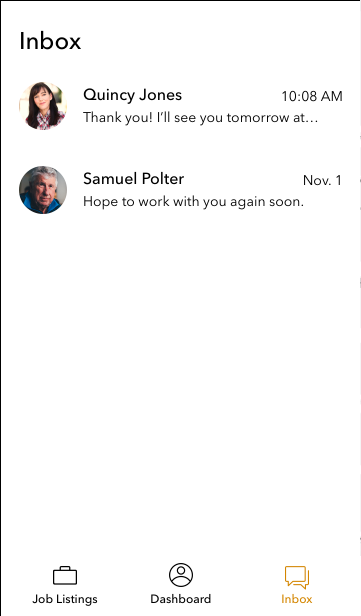 Inbox
Quincy Jones
10:08 AM
Thank you! I’ll see you tomorrow at…
Samuel Polter
Nov. 1
Hope to work with you again soon.
Job Listings
Dashboard
Inbox